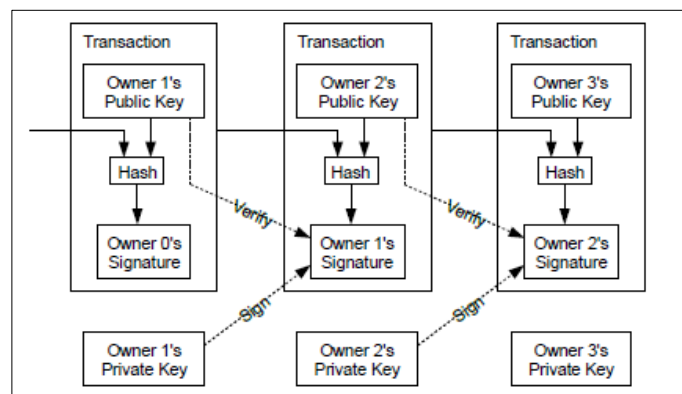 Transaction
Transaction
Transaction
Owner 1's
Public Key
Owner 2's
Public Key
Owner 3's
Public Key
Hash
Hash
Hash
Verify
Verify
Owner 0's
Signature
Owner 1's
Signature
Owner 2's
Signature
Sign
Sign
Owner 1's
Private Key
Owner 2's
Private Key
Owner 3's
Private Key